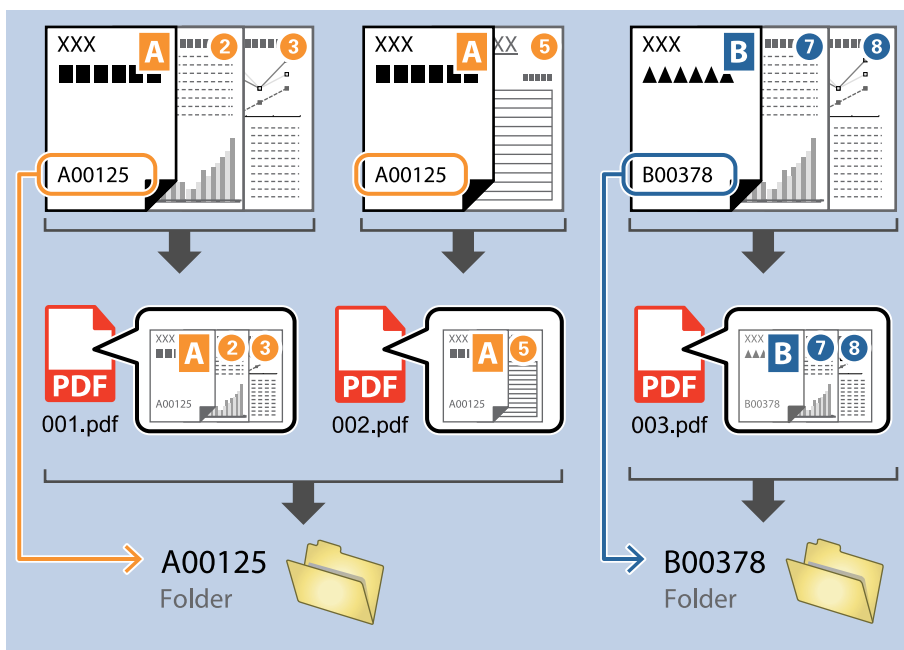 XXX A 2 3
A00125
XXX A XX 5
A00125
XXX B 7 8
B00378
PDF
XXX A 2 3
A00125
001.pdf
PDF
XXX A 5
A00125
002.pdf
PDF
XXX B 7 8
B00378
003.pdf
A00125
Folder
B00378
Folder